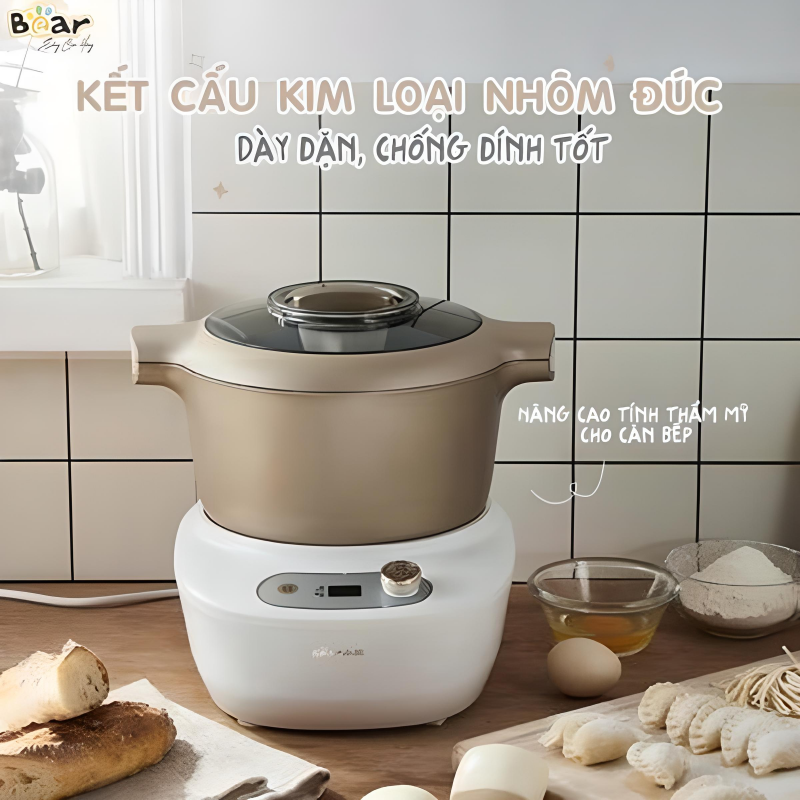 Bear
KẾT CẤU KIM LOẠI NHÔM ĐÚC
DÀY DẶN, CHỐNG DÍNH TỐT
NÂNG CAO TÍNH THẨM MỸ
CHO CĂN BẾP